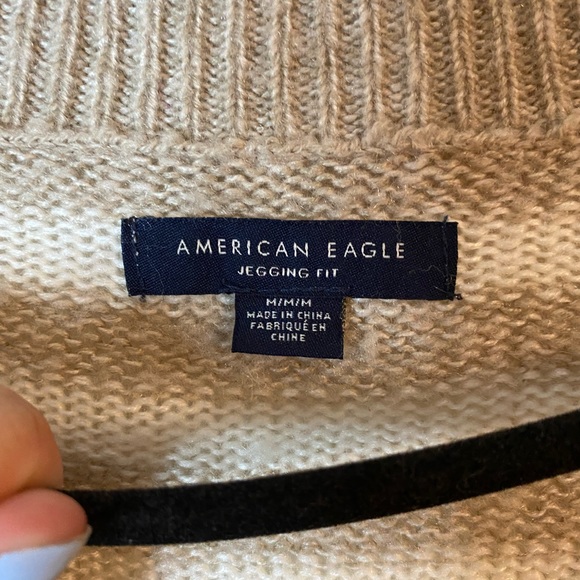 AMERICAN EAGLE
JEGGING FIT
M/M/M
MADE IN CHINA
FABRIQUÉ EN
CHINE